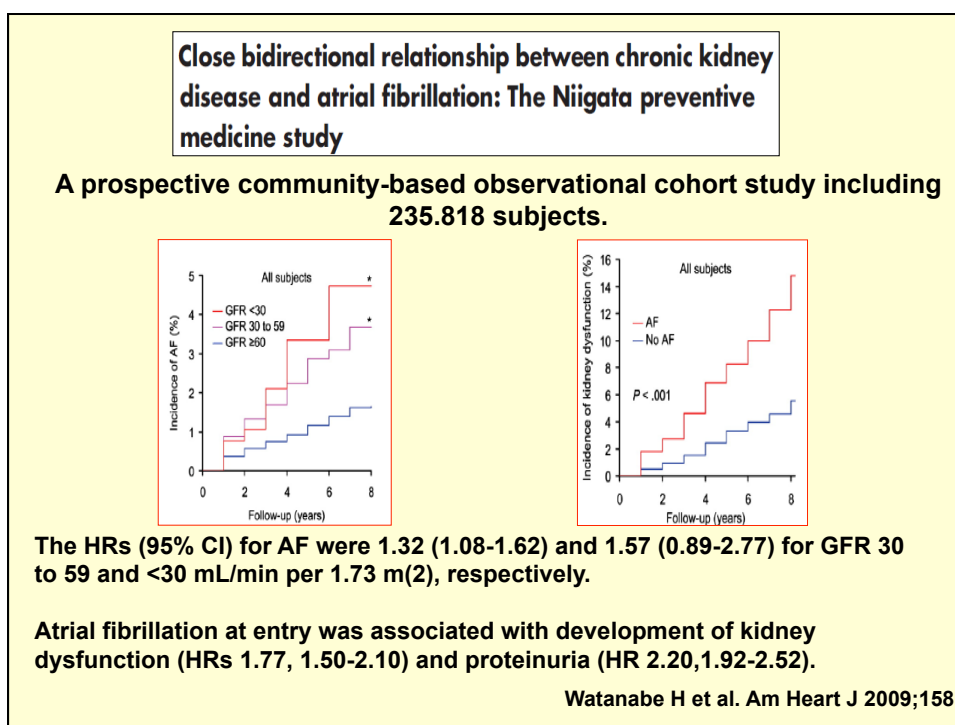 Close bidirectional relationship between chronic kidney
disease and atrial fibrillation: The Niigata preventive
medicine study
A prospective community-based observational cohort study including
235.818 subjects.
All subjects
5
4
3
2
1
0
Incidence of AF (%)
GFR <30
GFR 30 to 59
GFR ≥60
*
*
0 2 4 6 8
Follow-up (years)
All subjects
16
14
12
10
8
6
4
2
0
Incidence of kidney dysfunction (%)
AF
No AF
P < .001
0 2 4 6 8
Follow-up (years)
The HRs (95% CI) for AF were 1.32 (1.08-1.62) and 1.57 (0.89-2.77) for GFR 30
to 59 and <30 mL/min per 1.73 m(2), respectively.
Atrial fibrillation at entry was associated with development of kidney
dysfunction (HRs 1.77, 1.50-2.10) and proteinuria (HR 2.20,1.92-2.52).
Watanabe H et al. Am Heart J 2009;158